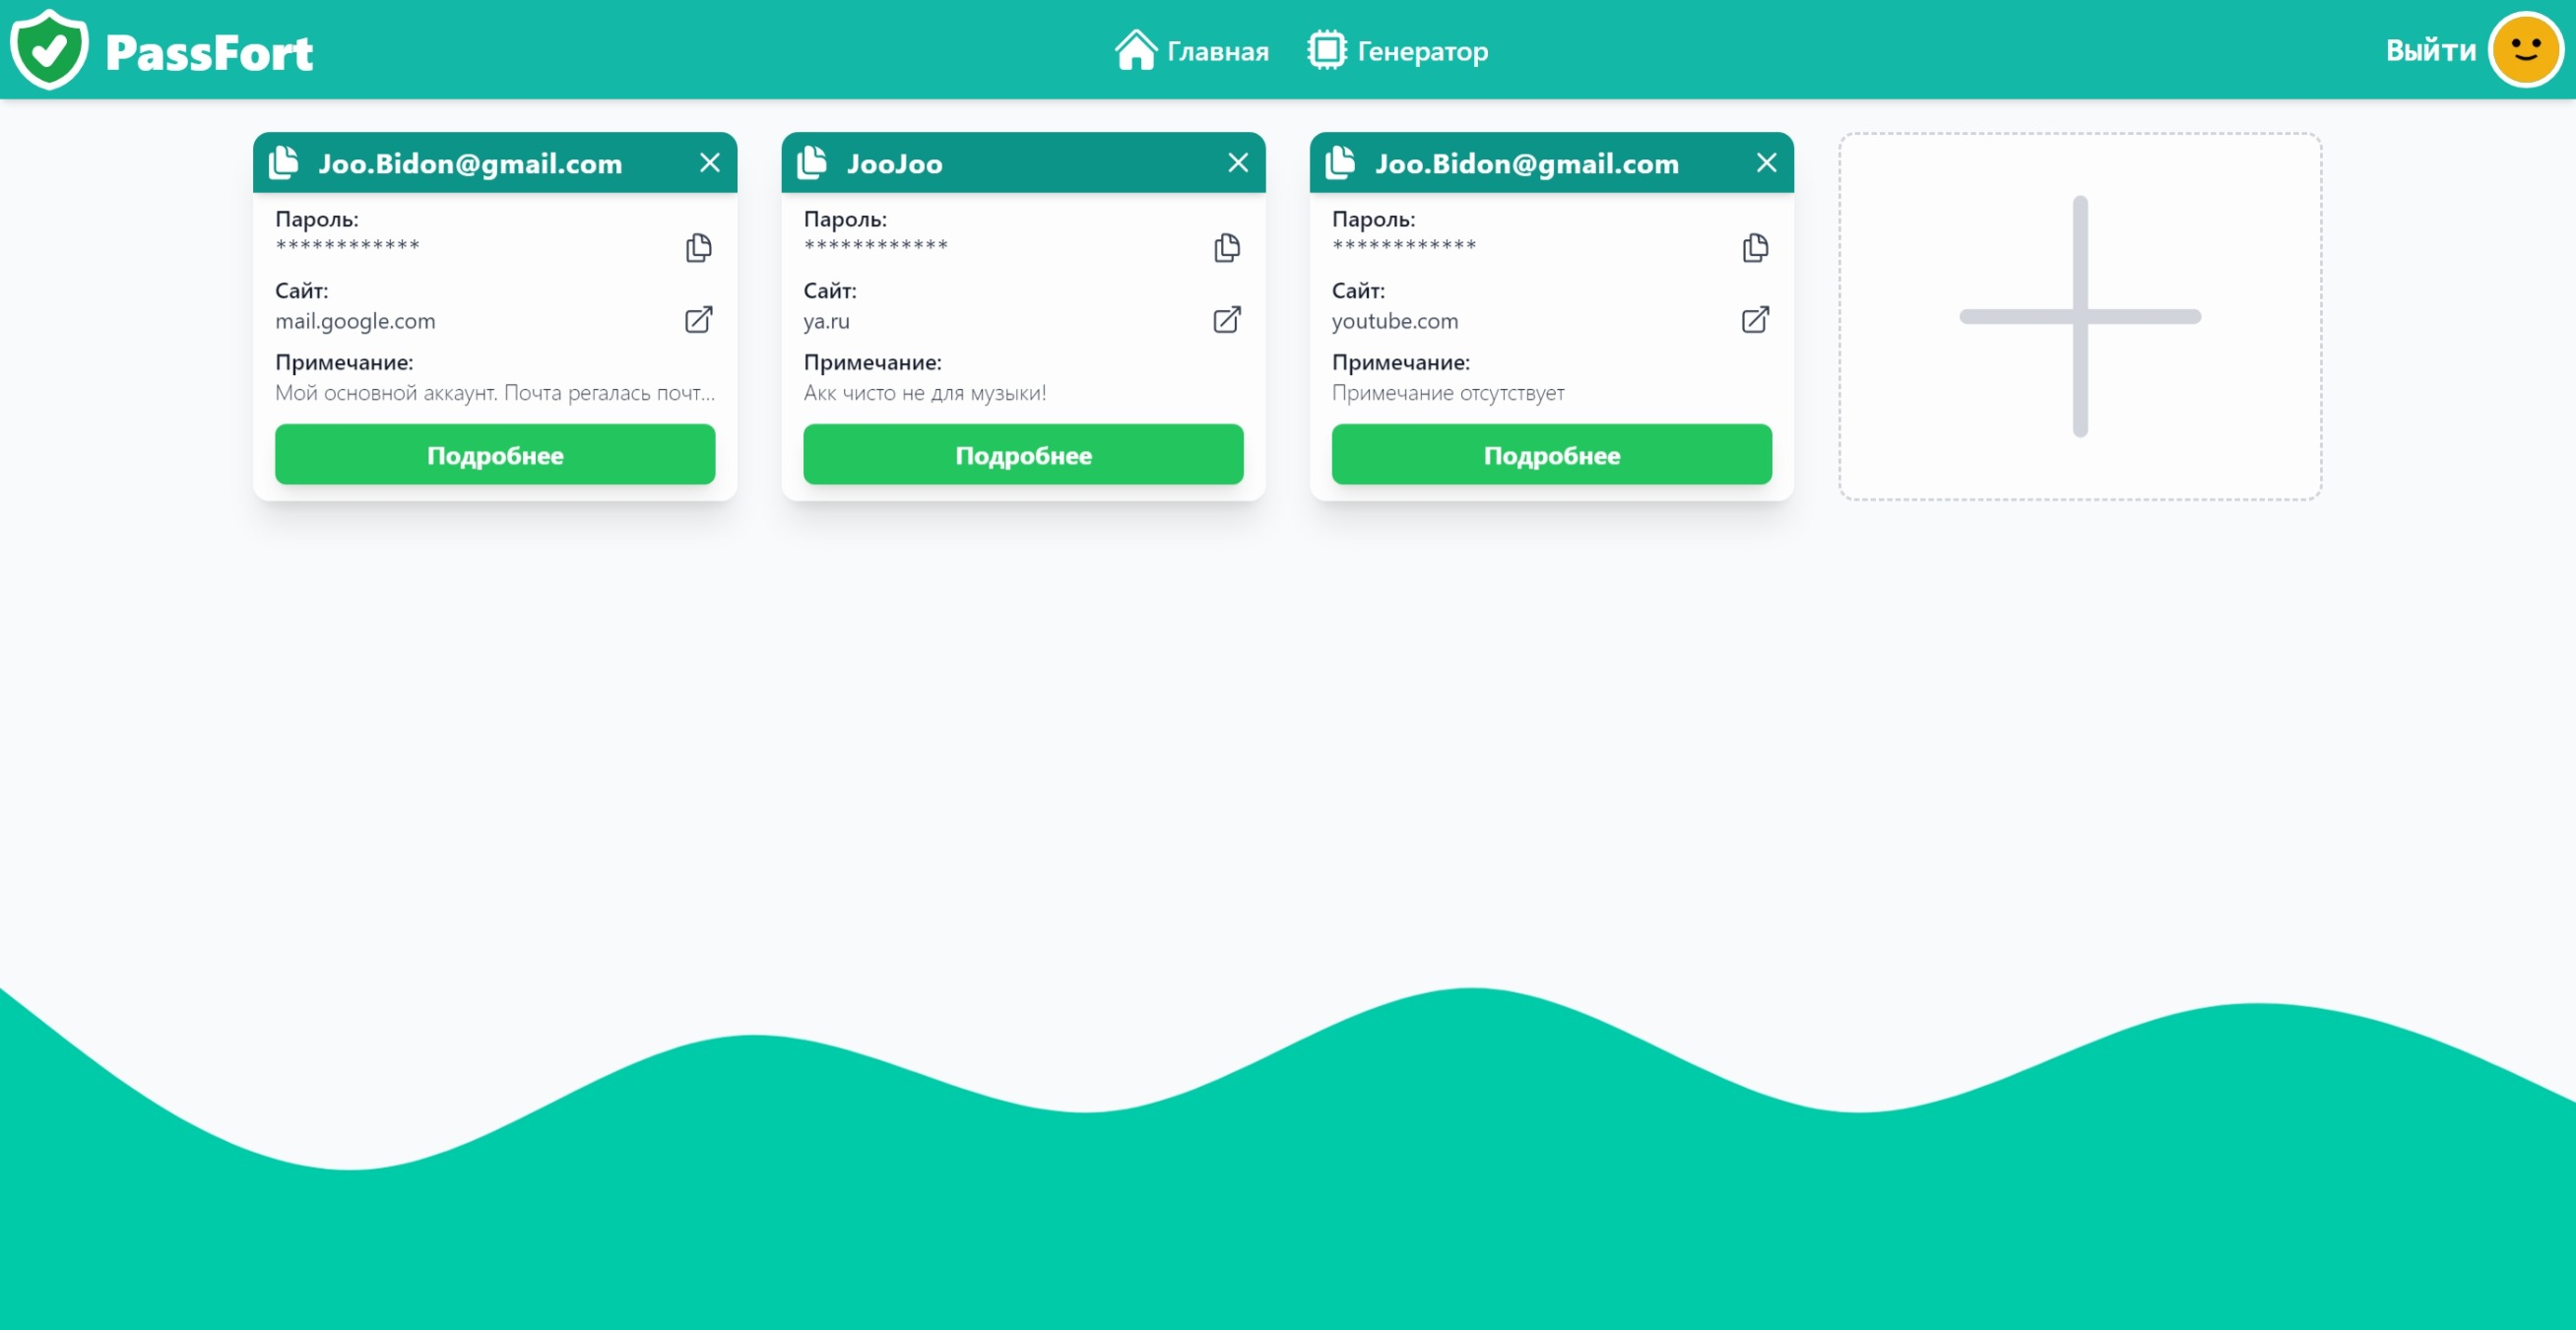 PassFort
Главная
Генератор
Выйти
Joo.Bidon@gmail.com
Пароль:
************
Сайт:
mail.google.com
Примечание:
Мой основной аккаунт. Почта регалась почт...
Подробнее
JooJoo
Пароль:
************
Сайт:
ya.ru
Примечание:
Акк чисто не для музыки!
Подробнее
Joo.Bidon@gmail.com
Пароль:
************
Сайт:
youtube.com
Примечание:
Примечание отсутствует
Подробнее